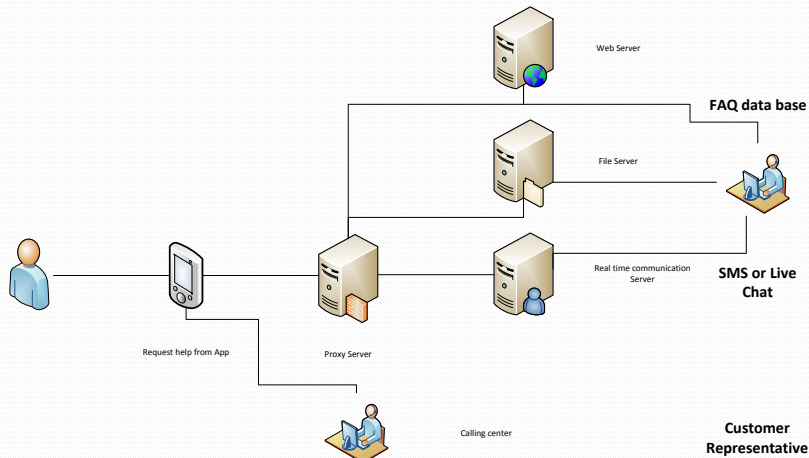 Web Server
FAQ data base
File Server
Real time communication
Server
SMS or Live
Chat
Request help from App
Proxy Server
Calling center
Customer
Representative